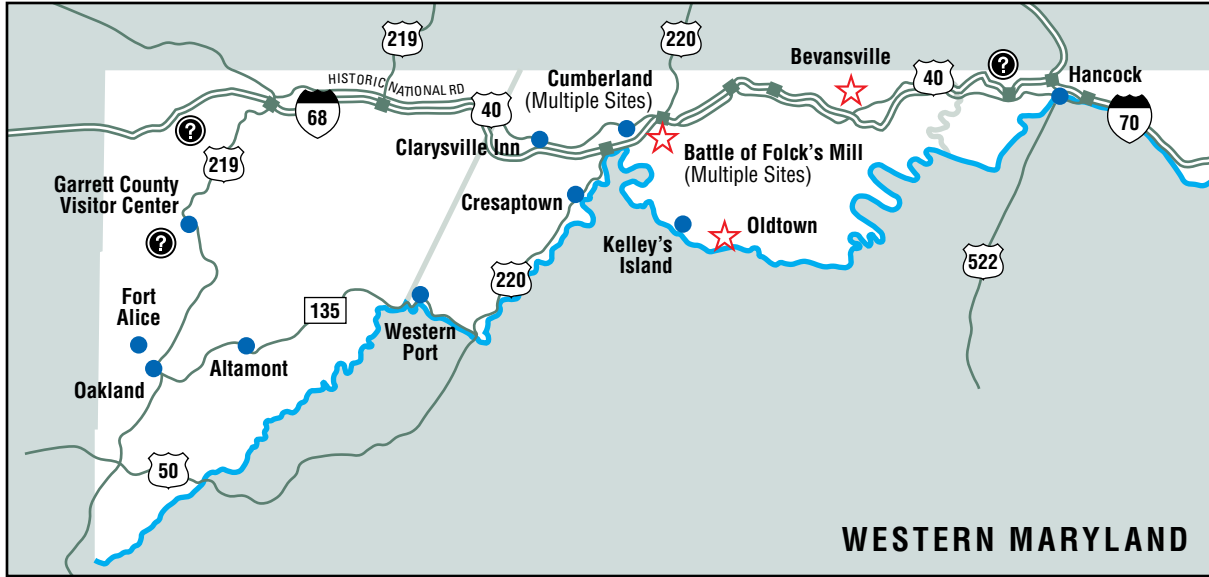 219
220
Bevansville
?
HISTORIC NATIONAL RD
40
Cumberland
(Multiple Sites)
40
Hancock
68
70
?
Clarysville Inn
219
Battle of Folck's Mill
(Multiple Sites)
Garrett County
Visitor Center
Cresaptown
?
Oldtown
Kelley's
Island
522
220
Fort
Alice
135
Western
Port
Altamont
Oakland
50
WESTERN MARYLAND